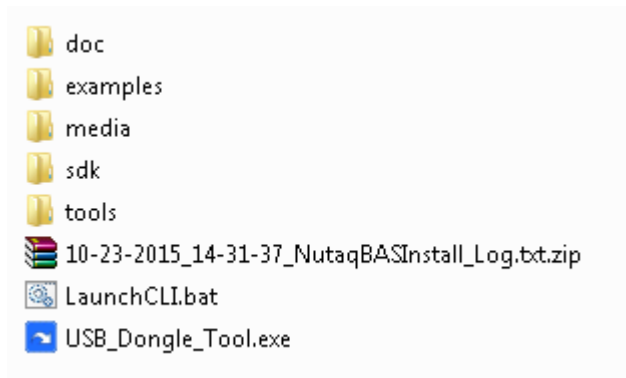 doc
examples
media
sdk
tools
10-23-2015_14-31-37_NutaqBASInstall_Log.txt.zip
LaunchCLI.bat
USB_Dongle_Tool.exe